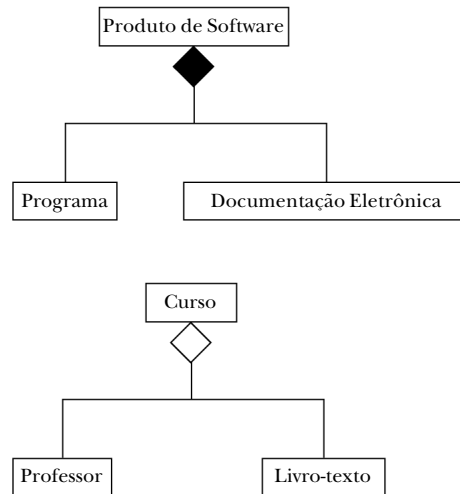 Produto de Software
Programa
Documentação Eletrônica
Curso
Professor
Livro-texto